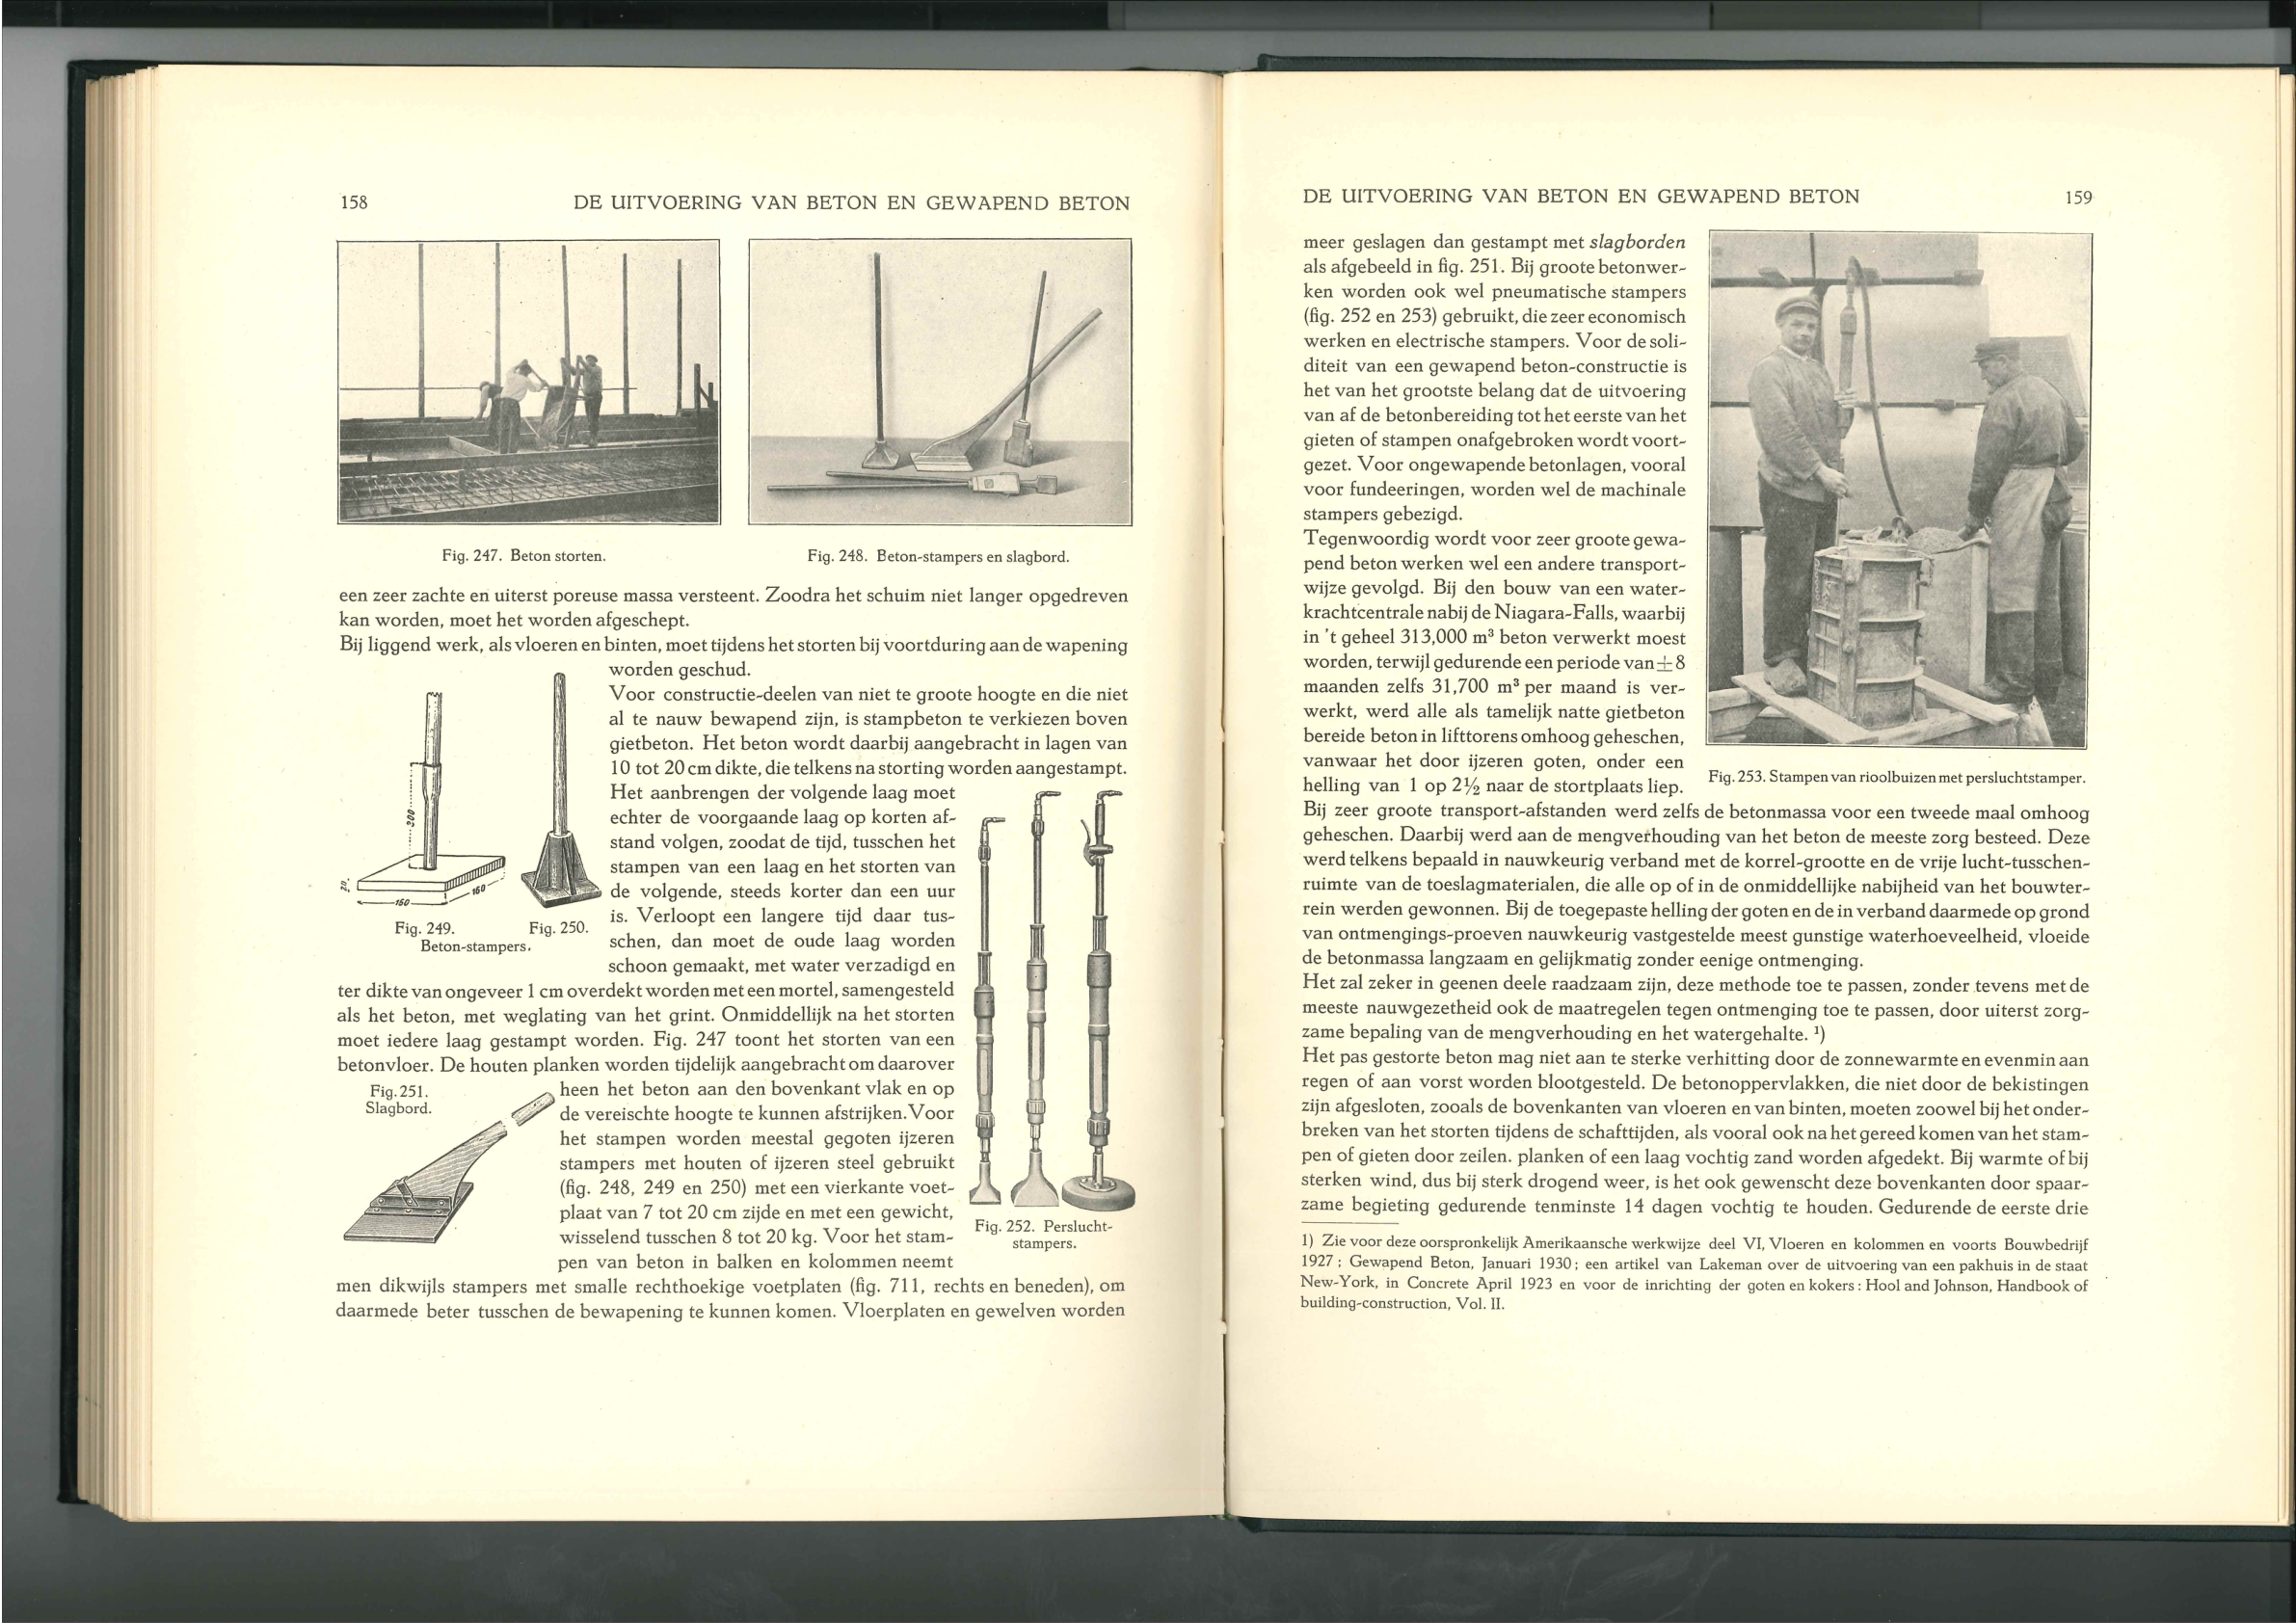 158
DE UITVOERING VAN BETON EN GEWAPEND BETON
Fig. 247. Beton storten.
Fig. 248. Beton-stampers en slagbord.
een zeer zachte en uiterst poreuse massa versteent. Zoodra het schuim niet langer opgedreven
kan worden, moet het worden afgeschept.
Bij liggend werk, als vloeren en binten, moet tijdens het storten bij voortduring aan de wapening
worden geschud.
Voor constructie-deelen van niet te groote hoogte en die niet
al te nauw bewapend zijn, is stampbeton te verkiezen boven
gietbeton. Het beton wordt daarbij aangebracht in lagen van
10 tot 20 cm dikte, die telkens na storting worden aangestampt.
Het aanbrengen der volgende laag moet
echter de voorgaande laag op korten af-
stand volgen, zoodat de tijd, tusschen het
stampen van een laag en het storten van
de volgende, steeds korter dan een uur
is. Verloopt een langere tijd daar tus-
schen, dan moet de oude laag worden
schoon gemaakt, met water verzadigd en
300
20.
160
160
Fig. 249.
Fig. 250.
Beton-stampers.
ter dikte van ongeveer 1 cm overdekt worden met een mortel, samengesteld
als het beton, met weglating van het grint. Onmiddellijk na het storten
moet iedere laag gestampt worden. Fig. 247 toont het storten van een
betonvloer. De houten planken worden tijdelijk aangebracht om daarover
heen het beton aan den bovenkant vlak en op
de vereischte hoogte te kunnen afstrijken. Voor
het stampen worden meestal gegoten ijzeren
stampers met houten of ijzeren steel gebruikt
(fig. 248, 249 en 250) met een vierkante voet-
plaat van 7 tot 20 cm zijde en met een gewicht,
wisselend tusschen 8 tot 20 kg. Voor het stam-
pen van beton in balken en kolommen neemt
Fig. 251.
Slagbord.
Fig. 252. Perslucht-
stampers.
men dikwijls stampers met smalle rechthoekige voetplaten (fig. 711, rechts en beneden), om
daarmede beter tusschen de bewapening te kunnen komen. Vloerplaten en gewelven worden
DE UITVOERING VAN BETON EN GEWAPEND BETON
159
meer geslagen dan gestampt met slagborden
als afgebeeld in fig. 251. Bij groote betonwer-
ken worden ook wel pneumatische stampers
(fig. 252 en 253) gebruikt, die zeer economisch
werken en electrische stampers. Voor de soli-
diteit van een gewapend beton-constructie is
het van het grootste belang dat de uitvoering
van af de betonbereiding tot het eerste van het
gieten of stampen onafgebroken wordt voort-
gezet. Voor ongewapende betonlagen, vooral
voor fundeeringen, worden wel de machinale
stampers gebezigd.
Tegenwoordig wordt voor zeer groote gewa-
pend beton werken wel een andere transport-
wijze gevolgd. Bij den bouw van een water-
krachtcentrale nabij de Niagara-Falls, waarbij
in 't geheel 313,000 m³ beton verwerkt moest
worden, terwijl gedurende een periode van ± 8
maanden zelfs 31,700 m³ per maand is ver-
werkt, werd alle als tamelijk natte gietbeton
bereide beton in lifttorens omhoog geheschen,
vanwaar het door ijzeren goten, onder een
helling van 1 op 2½ naar de stortplaats liep.
Fig. 253. Stampen van rioolbuizen met persluchtstamper.
Bij zeer groote transport-afstanden werd zelfs de betonmassa voor een tweede maal omhoog
geheschen. Daarbij werd aan de mengverhouding van het beton de meeste zorg besteed. Deze
werd telkens bepaald in nauwkeurig verband met de korrel-grootte en de vrije lucht-tusschen-
ruimte van de toeslagmaterialen, die alle op of in de onmiddellijke nabijheid van het bouwter-
rein werden gewonnen. Bij de toegepaste helling der goten en de in verband daarmede op grond
van ontmengings-proeven nauwkeurig vastgestelde meest gunstige waterhoeveelheid, vloeide
de betonmassa langzaam en gelijkmatig zonder eenige ontmenging.
Het zal zeker in geenen deele raadzaam zijn, deze methode toe te passen, zonder tevens met de
meeste nauwgezetheid ook de maatregelen tegen ontmenging toe te passen, door uiterst zorg-
zame bepaling van de mengverhouding en het watergehalte. ¹)
Het pas gestorte beton mag niet aan te sterke verhitting door de zonnewarmte en evenmin aan
regen of aan vorst worden blootgesteld. De betonoppervlakken, die niet door de bekistingen
zijn afgesloten, zooals de bovenkanten van vloeren en van binten, moeten zoowel bij het onder-
breken van het storten tijdens de schafttijden, als vooral ook na het gereed komen van het stam-
pen of gieten door zeilen. planken of een laag vochtig zand worden afgedekt. Bij warmte of bij
sterken wind, dus bij sterk drogend weer, is het ook gewenscht deze bovenkanten door spaar-
zame begieting gedurende tenminste 14 dagen vochtig te houden. Gedurende de eerste drie
1) Zie voor deze oorspronkelijk Amerikaansche werkwijze deel VI, Vloeren en kolommen en voorts Bouwbedrijf
1927 ; Gewapend Beton, Januari 1930 ; een artikel van Lakeman over de uitvoering van een pakhuis in de staat
New-York, in Concrete April 1923 en voor de inrichting der goten en kokers : Hool and Johnson, Handbook of
building-construction, Vol. II.